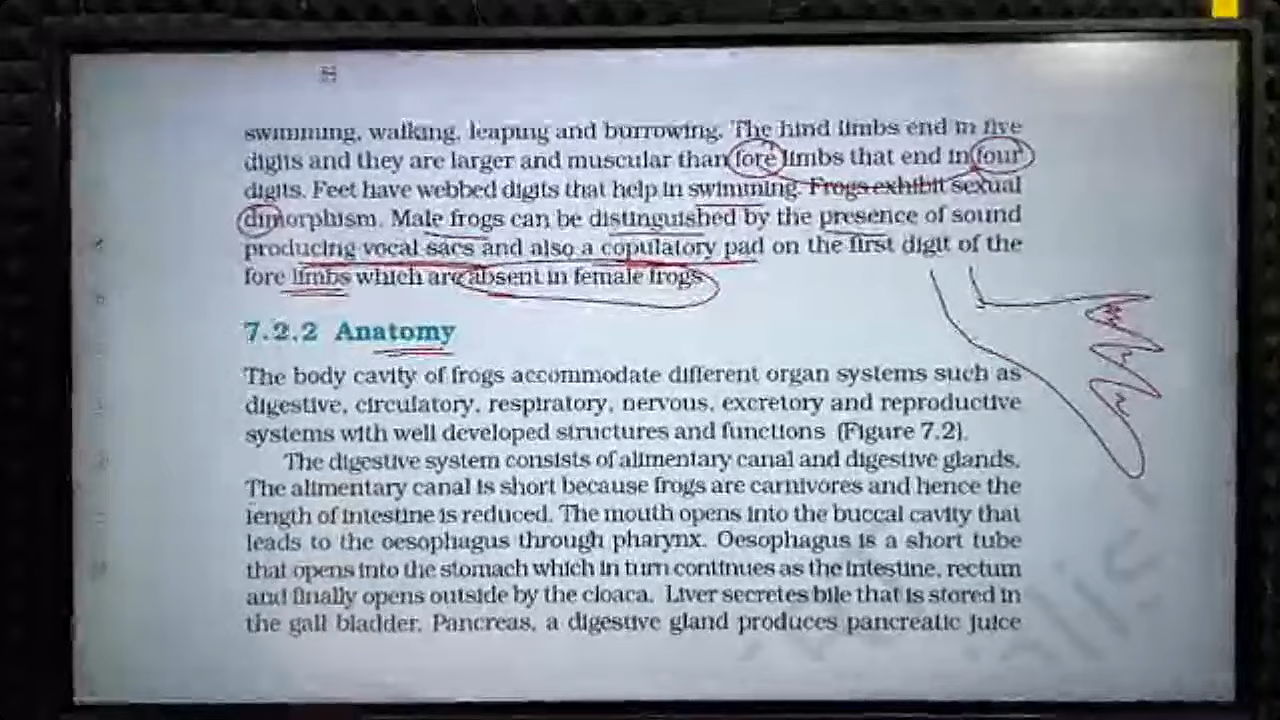 swimming, walking, leaping and burrowing. The hind limbs end in five
digits and they are larger and muscular than fore limbs that end in four
digits. Feet have webbed digits that help in swimming. Frogs exhibit sexual
dimorphism. Male frogs can be distinguished by the presence of sound
producing vocal sacs and also a copulatory pad on the first digit of the
fore limbs which are absent in female frogs.
7.2.2 Anatomy
The body cavity of frogs accommodate different organ systems such as
digestive, circulatory, respiratory, nervous, excretory and reproductive
systems with well developed structures and functions (Figure 7.2).
The digestive system consists of alimentary canal and digestive glands.
The alimentary canal is short because frogs are carnivores and hence the
length of intestine is reduced. The mouth opens into the buccal cavity that
leads to the oesophagus through pharynx. Oesophagus is a short tube
that opens into the stomach which in turn continues as the intestine, rectum
and finally opens outside by the cloaca. Liver secretes bile that is stored in
the gall bladder. Pancreas, a digestive gland produces pancreatic juice